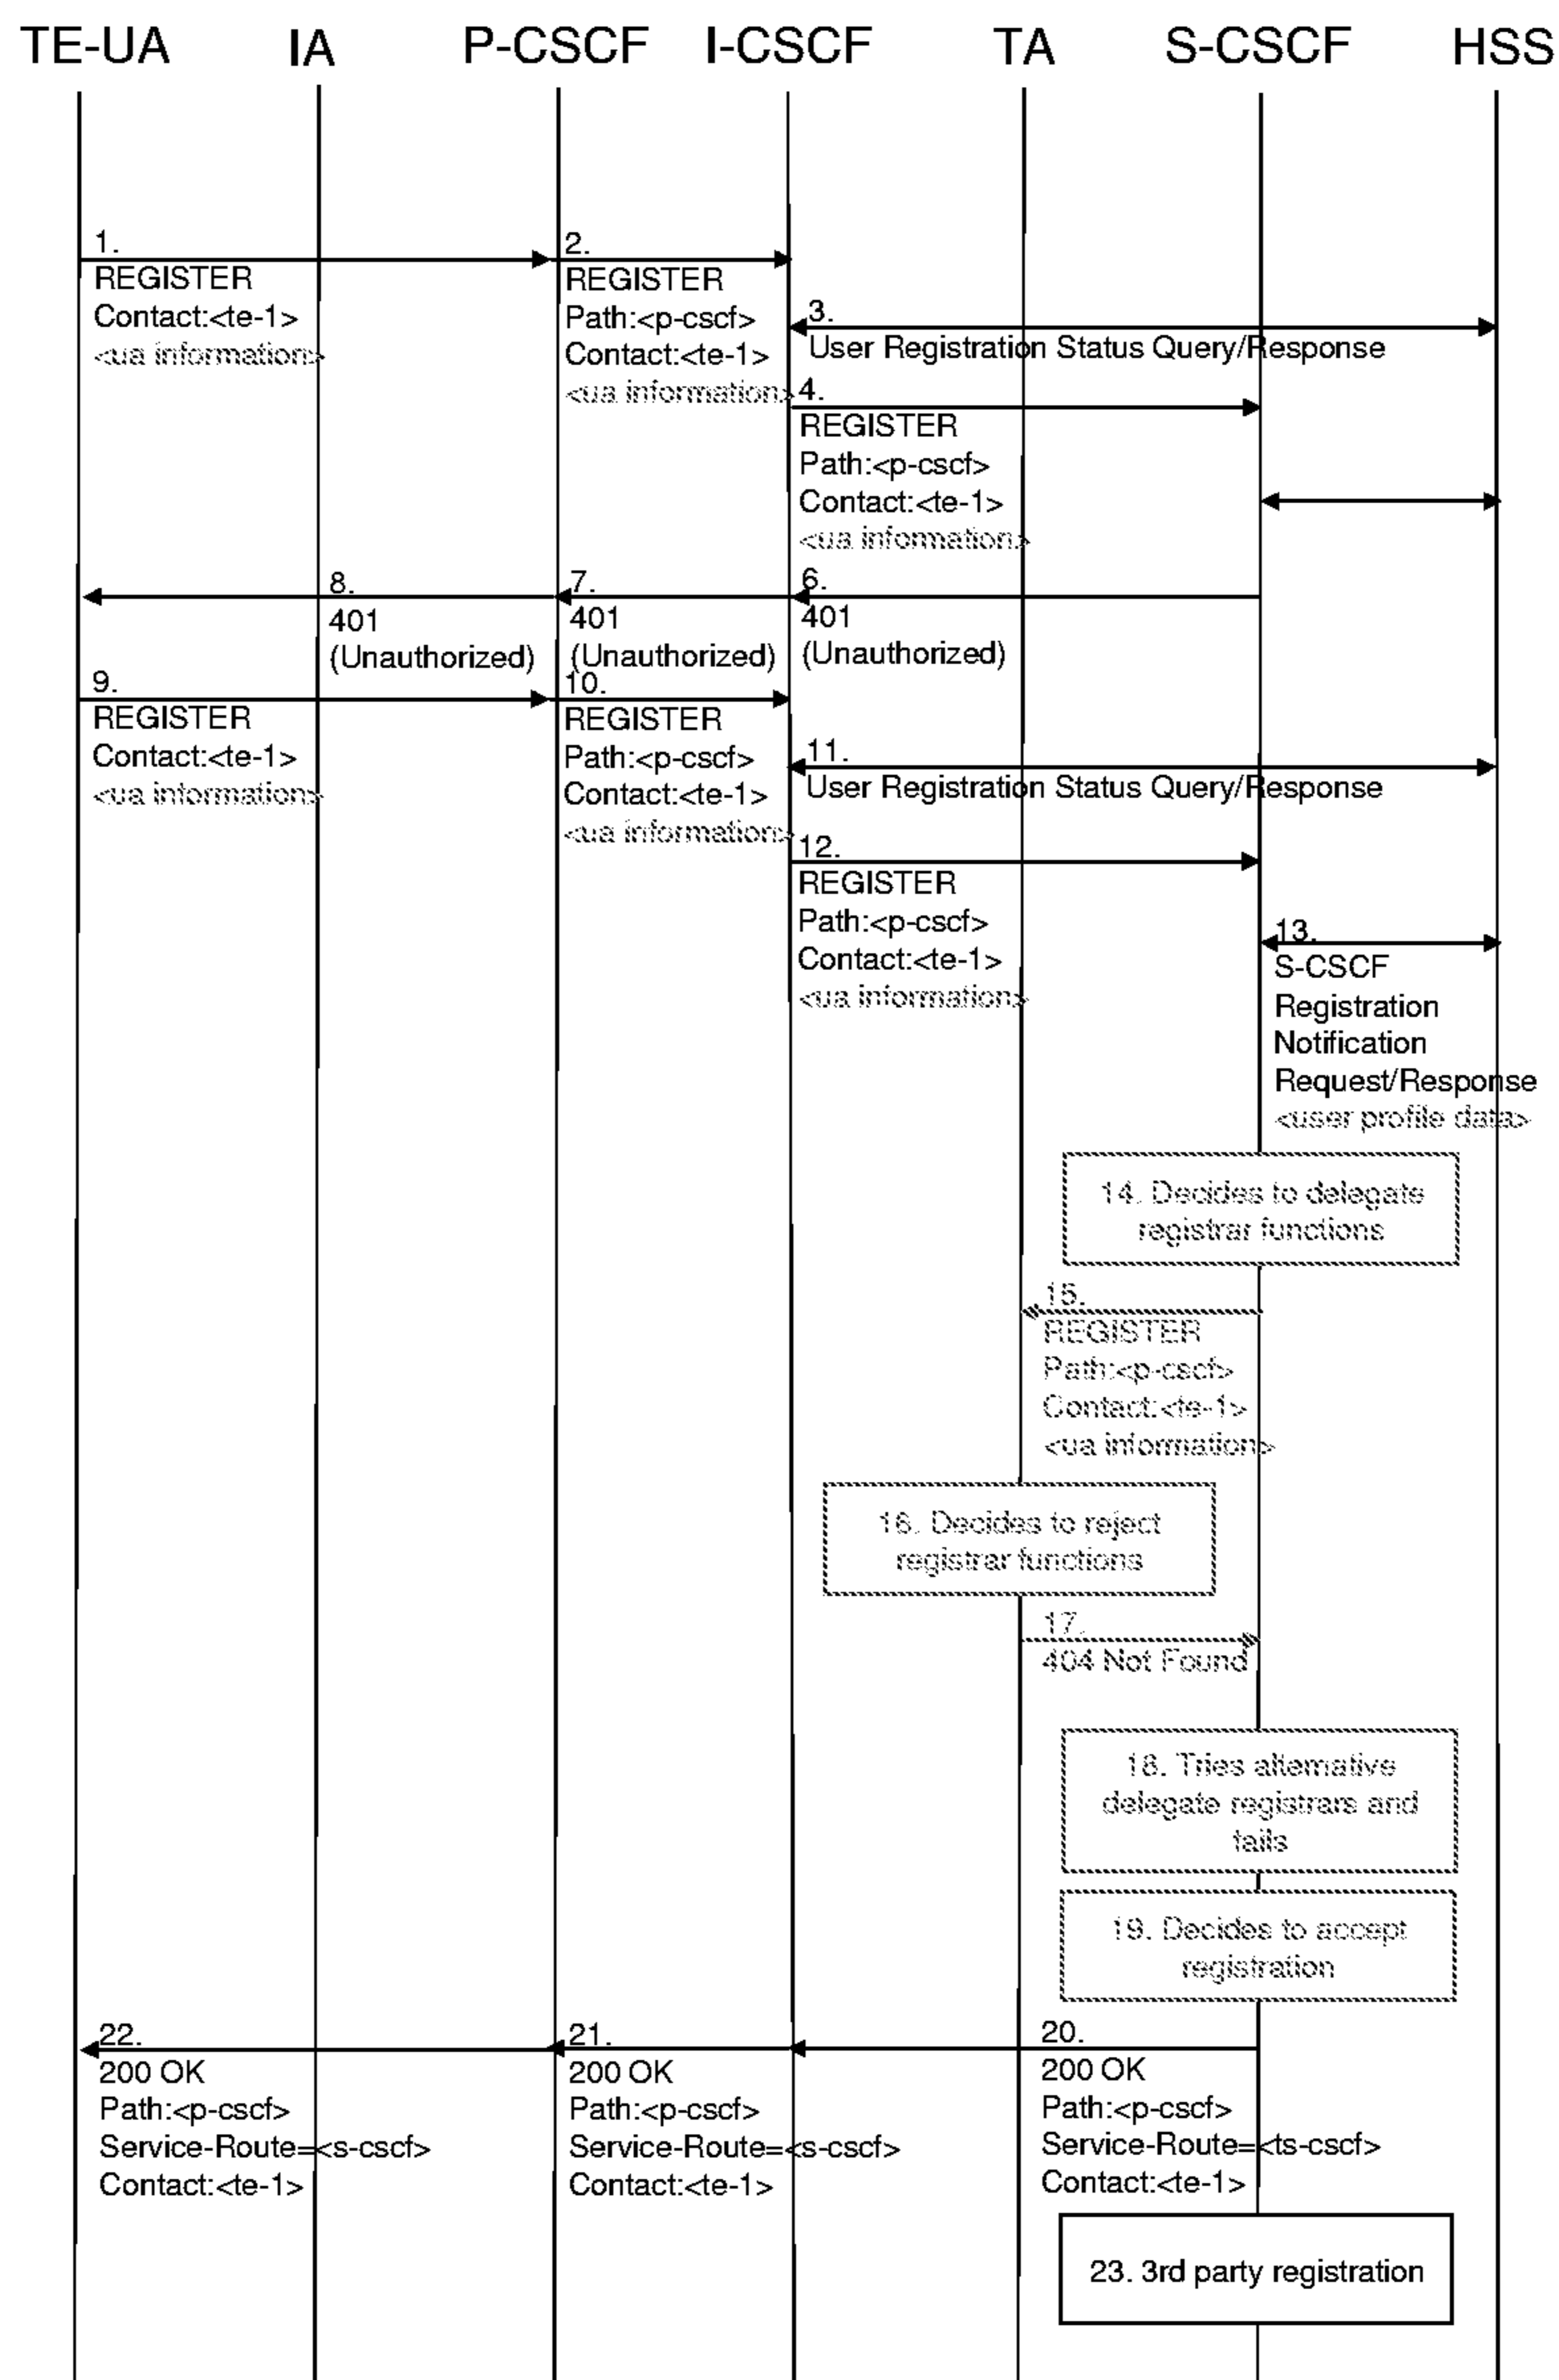 TE-UA IA P-CSCF I-CSCF TA S-CSCF HSS
1.
REGISTER
Contact:<te-1>
<ua information>
2.
REGISTER
Path:<p-cscf>
Contact:<te-1>
<ua information>
3.
User Registration Status Query/Response
4.
REGISTER
Path:<p-cscf>
Contact:<te-1>
<ua information>
8.
401
(Unauthorized)
7.
401
(Unauthorized)
6.
401
(Unauthorized)
9.
REGISTER
Contact:<te-1>
<ua information>
10.
REGISTER
Path:<p-cscf>
Contact:<te-1>
<ua information>
11.
User Registration Status Query/Response
12.
REGISTER
Path:<p-cscf>
Contact:<te-1>
<ua information>
13.
S-CSCF
Registration
Notification
Request/Response
<user profile data>
14. Decides to delegate
registrar functions
15.
REGISTER
Path:<p-cscf>
Contact:<te-1>
<ua information>
16. Decides to reject
registrar functions
17.
404 Not Found
18. Tries alternative
delegate registrars and
fails
19. Decides to accept
registration
22.
200 OK
Path:<p-cscf>
Service-Route=<s-cscf>
Contact:<te-1>
21.
200 OK
Path:<p-cscf>
Service-Route=<s-cscf>
Contact:<te-1>
20.
200 OK
Path:<p-cscf>
Service-Route=<ts-cscf>
Contact:<te-1>
23. 3rd party registration